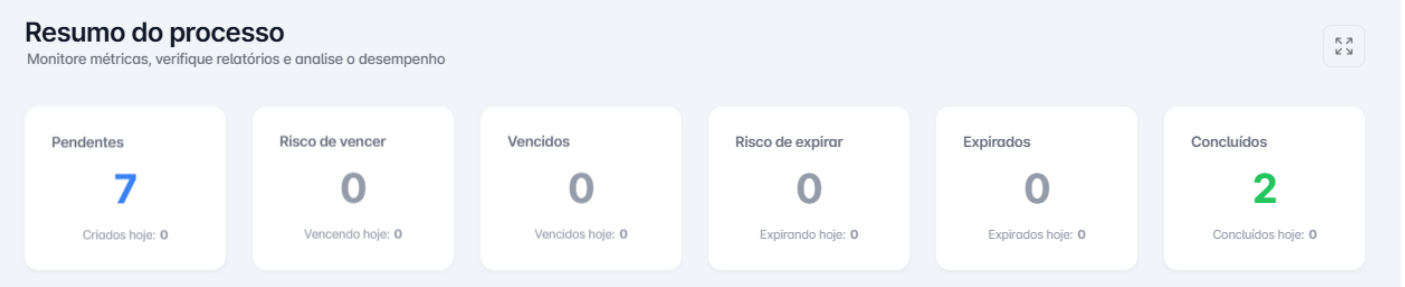 Resumo do processo
Monitore métricas, verifique relatórios e analise o desempenho
Pendentes
7
Criados hoje: 0
Risco de vencer
0
Vencendo hoje: 0
Vencidos
0
Vencidos hoje: 0
Risco de expirar
0
Expirando hoje: 0
Expirados
0
Expirados hoje: 0
Concluídos
2
Concluídos hoje: 0